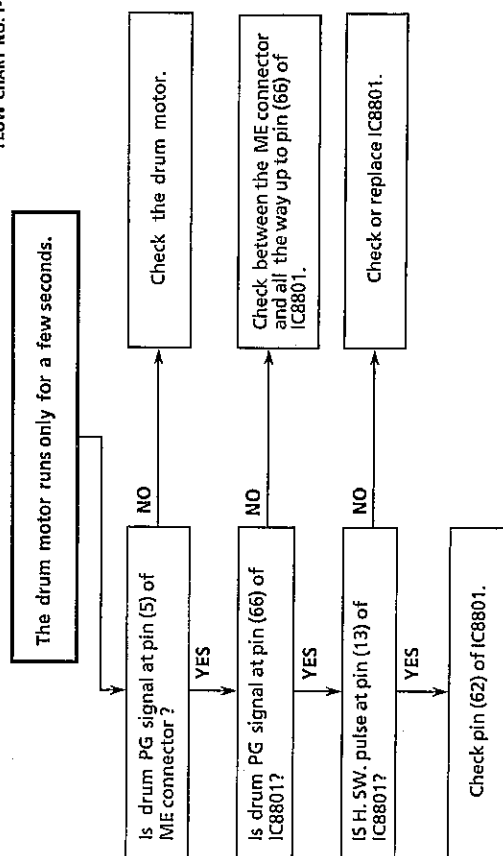 The drum motor runs only for a few seconds.
Is drum PG signal at pin (5) of
ME connector ?
NO
Check the drum motor.
YES
Is drum PG signal at pin (66) of
IC8801?
NO
Check between the ME connector
and all the way up to pin (66) of
IC8801.
YES
IS H. SW. pulse at pin (13) of
IC8801?
NO
Check or replace IC8801.
YES
Check pin (62) of IC8801.